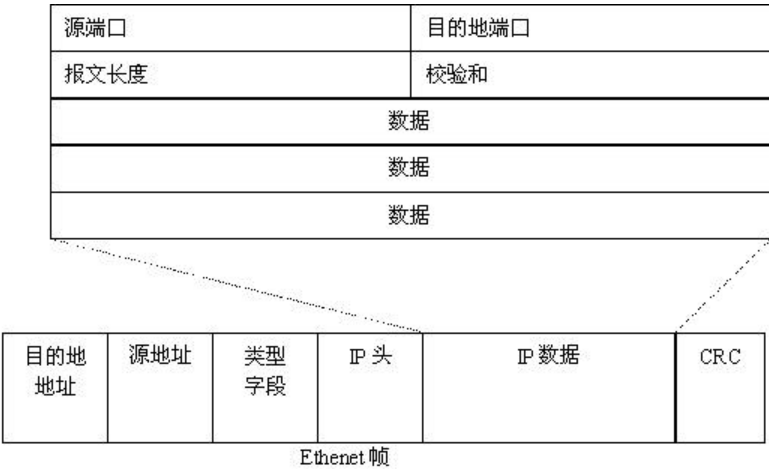 源端口 目的地端口
报文长度 校验和
数据
数据
数据
目的地 源地址 类型 IP 头 IP 数据 CRC
地址 字段
Ethenet 帧